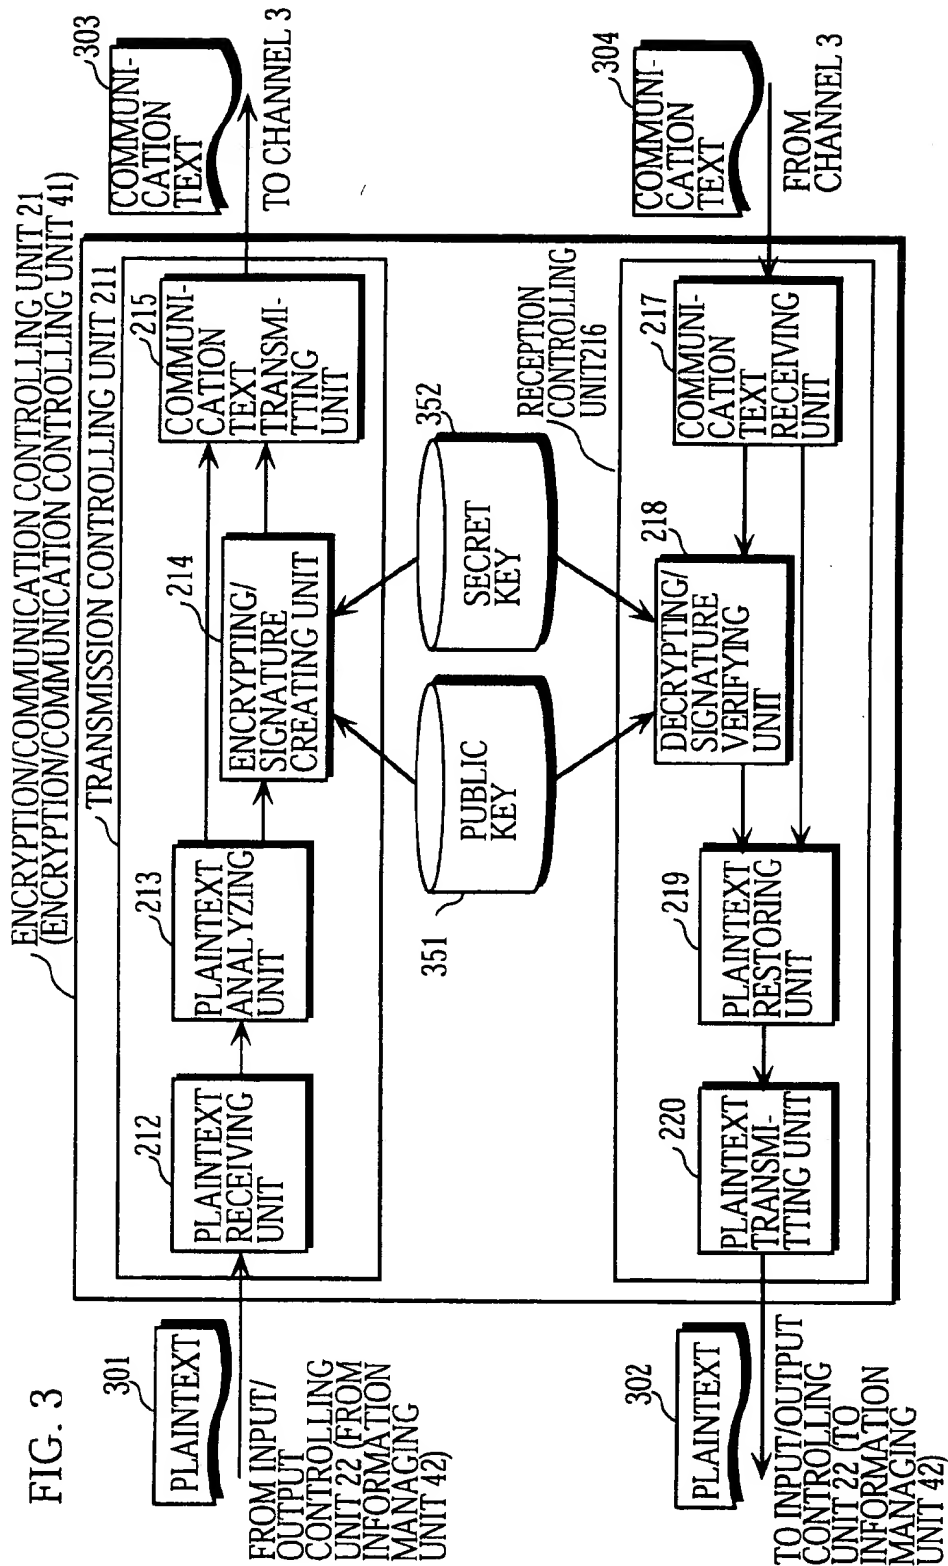 FIG. 3
ENCRYPTION/COMMUNICATION CONTROLLING UNIT 21
(ENCRYPTION/COMMUNICATION CONTROLLING UNIT 41)
TRANSMISSION CONTROLLING UNIT 211
301
PLAINTEXT
FROM INPUT/
OUTPUT
CONTROLLING
UNIT 22 (FROM
INFORMATION
MANAGING
UNIT 42)
212
PLAINTEXT
RECEIVING
UNIT
213
PLAINTEXT
ANALYZING
UNIT
214
ENCRYPTING/
SIGNATURE
CREATING UNIT
215
COMMUNI-
CATION
TEXT
TRANSMI-
TTING
UNIT
303
COMMUNI-
CATION
TEXT
TO CHANNEL 3
351
PUBLIC
KEY
352
SECRET
KEY
RECEPTION
CONTROLLING
UNIT216
302
PLAINTEXT
TO INPUT/OUTPUT
CONTROLLING
UNIT 22 (TO
INFORMATION
MANAGING
UNIT 42)
220
PLAINTEXT
TRANSMI-
TTING UNIT
219
PLAINTEXT
RESTORING
UNIT
218
DECRYPTING/
SIGNATURE
VERIFYING
UNIT
217
COMMUNI-
CATION
TEXT
RECEIVING
UNIT
304
COMMUNI-
CATION
TEXT
FROM
CHANNEL 3